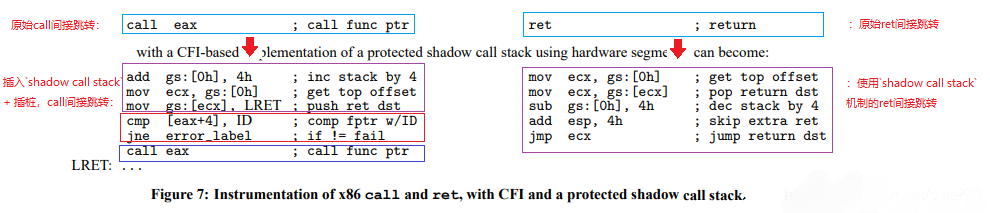 原始call间接跳转: call eax ; call func ptr ret ; return : 原始ret间接跳转
with a CFI-based plementation of a protected shadow call stack using hardware segme can become:
插入`shadow call stack`
+ 插桩，call间接跳转:
add gs:[0h], 4h ; inc stack by 4
mov ecx, gs:[0h] ; get top offset
mov gs:[ecx], LRET ; push ret dst
cmp [eax+4], ID ; comp fptr w/ID
jne error_label ; if != fail
call eax ; call func ptr
LRET: ...
mov ecx, gs:[0h] ; get top offset
mov ecx, gs:[ecx] ; pop return dst
sub gs:[0h], 4h ; dec stack by 4
add esp, 4h ; skip extra ret
jmp ecx ; jump return dst
: 使用`shadow call stack`
机制的ret间接跳转
Figure 7: Instrumentation of x86 call and ret, with CFI and a protected shadow call stack.